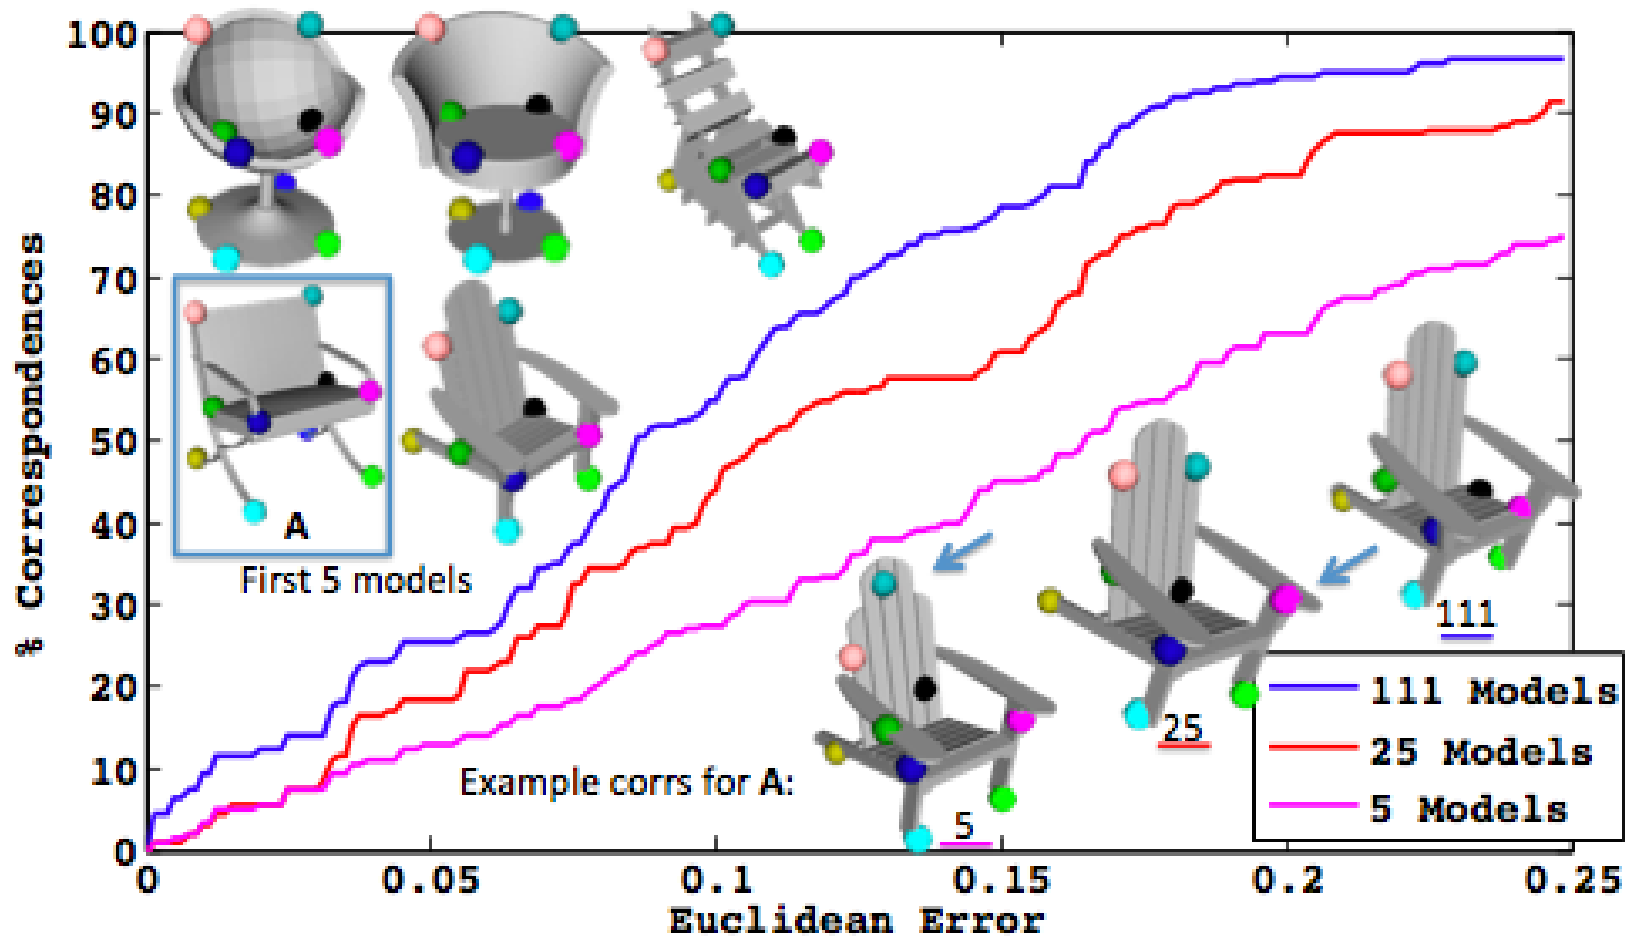 % Correspondences
100
90
80
70
60
50
40
30
20
10
0
A
First 5 models
Example corrs for A:
5
25
111
111 Models
25 Models
5 Models
0 0.05 0.1 0.15 0.2 0.25
Euclidean Error